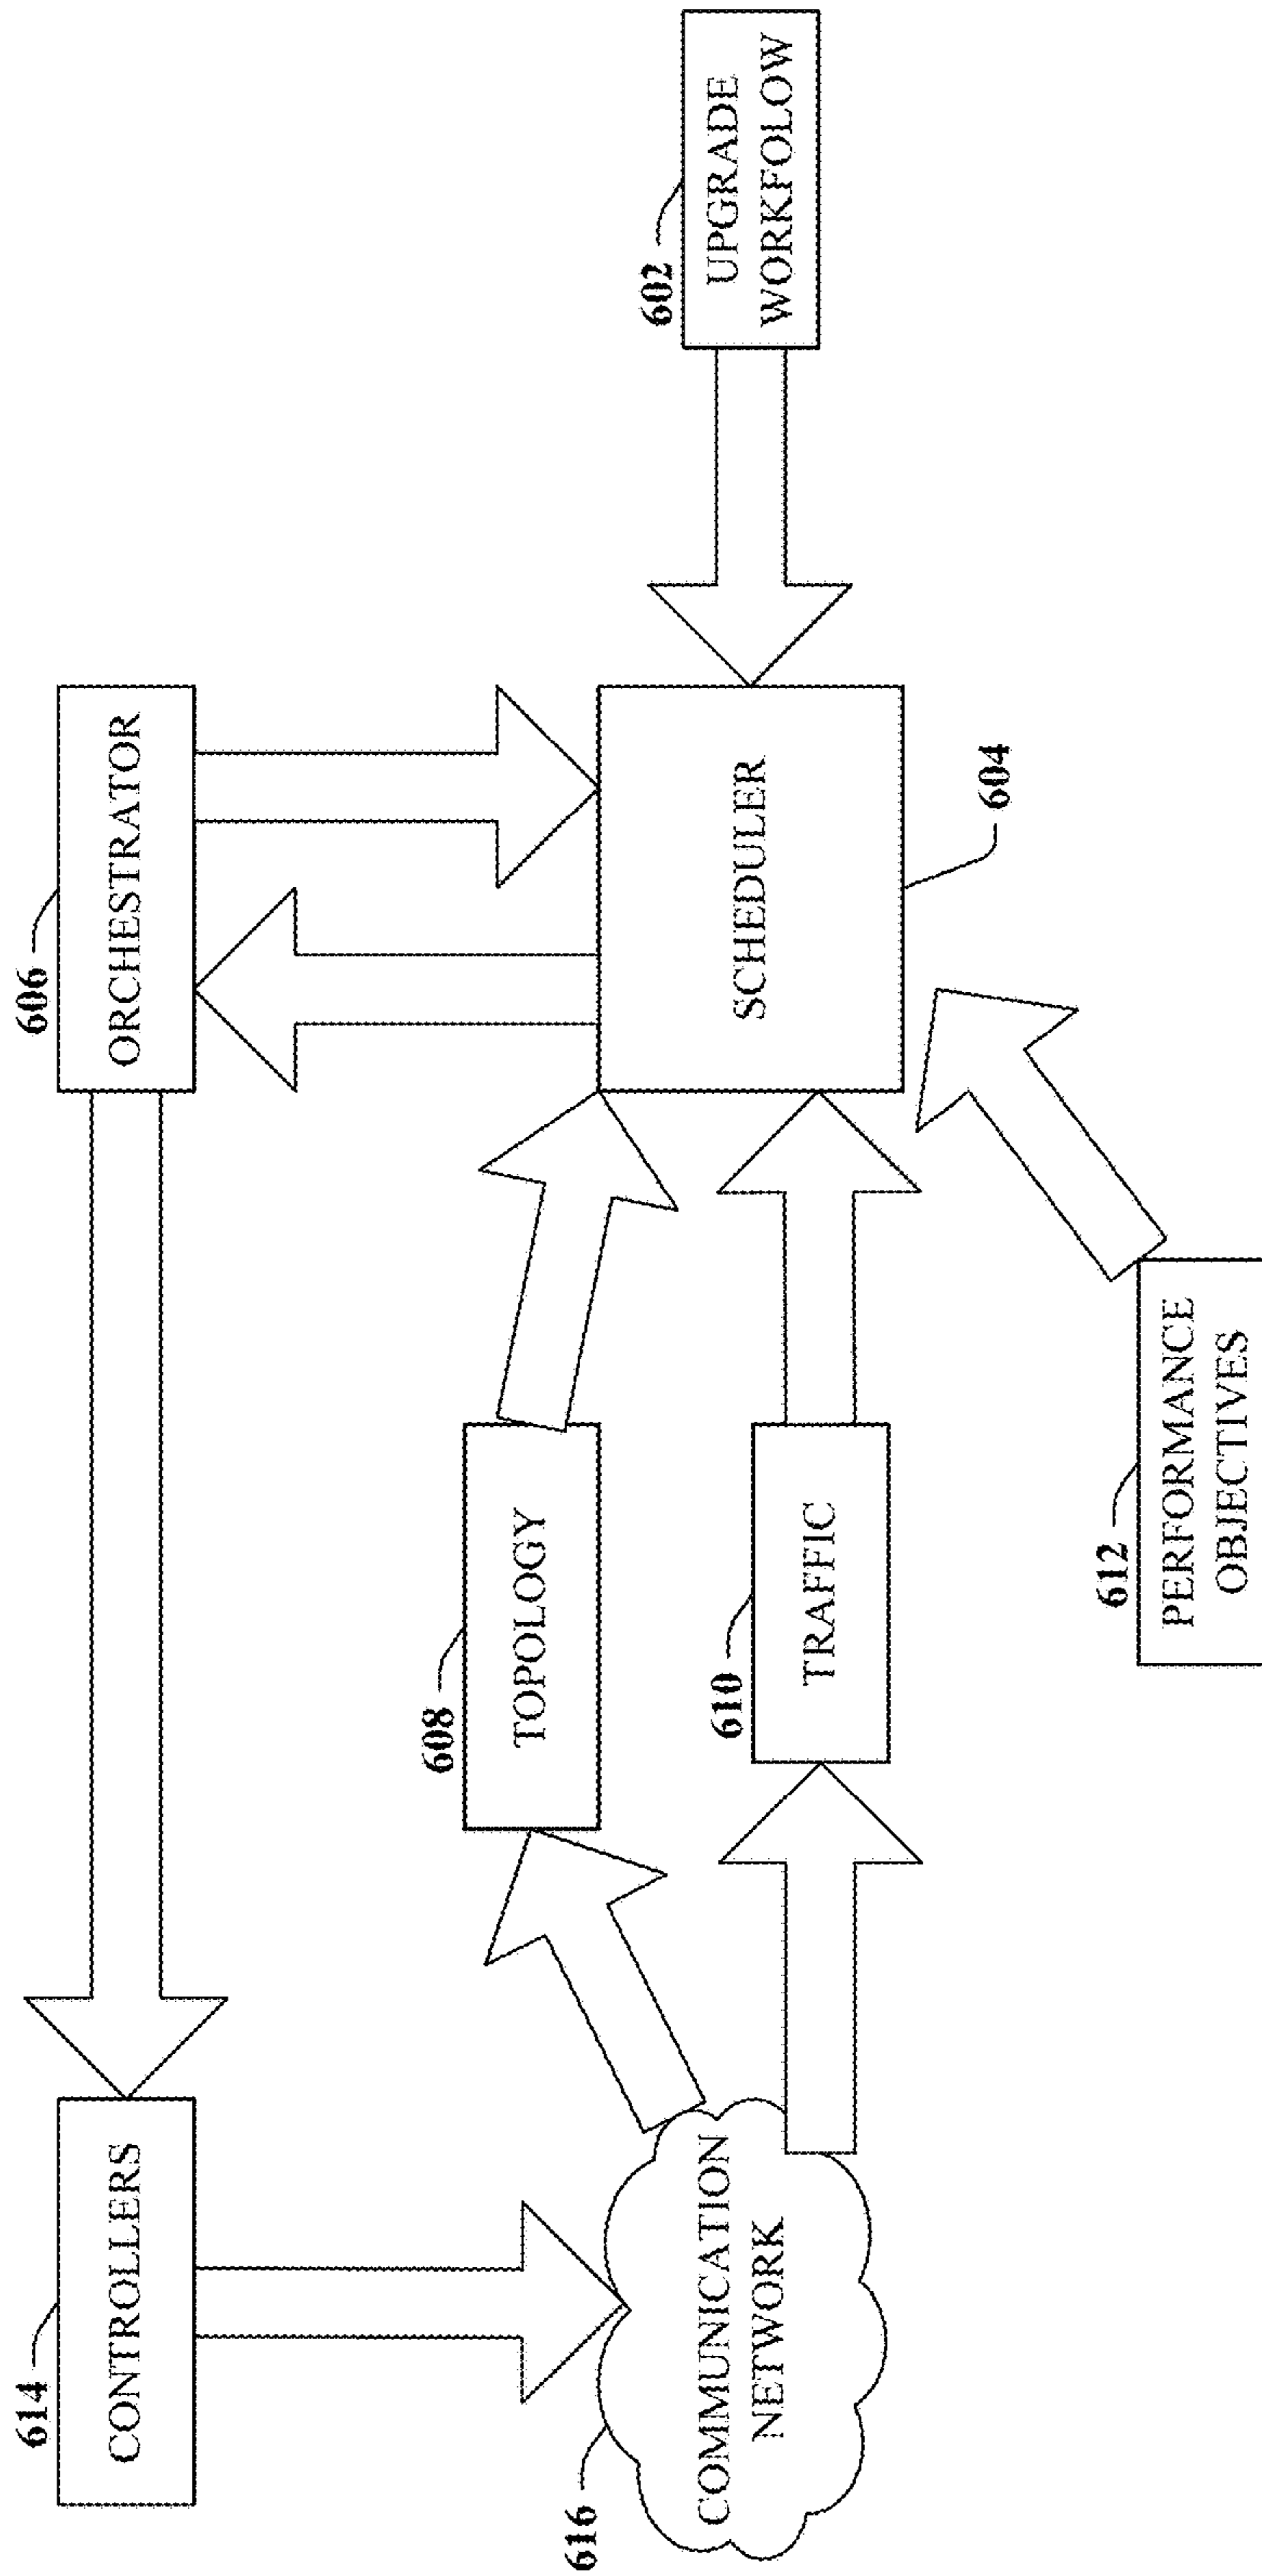 614
CONTROLLERS
606
ORCHESTRATOR
608
TOPOLOGY
616
COMMUNICATION
NETWORK
610
TRAFFIC
SCHEDULER
604
602
UPGRADE
WORKFOLOW
612
PERFORMANCE
OBJECTIVES